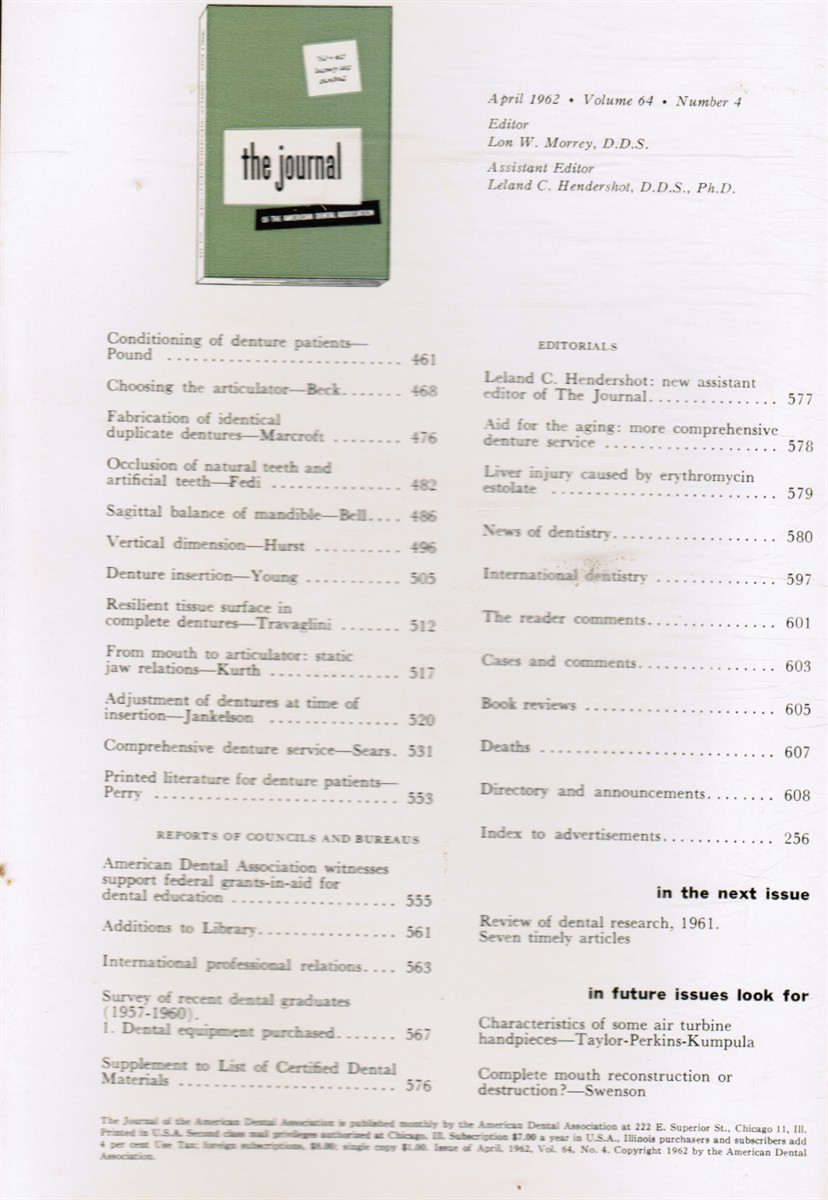 the journal
OF THE AMERICAN DENTAL ASSOCIATION
April 1962 • Volume 64 • Number 4
Editor
Lon W. Morrey, D.D.S.
Assistant Editor
Leland C. Hendershot, D.D.S., Ph.D.
Conditioning of denture patients—
Pound .............................. 461
Choosing the articulator—Beck....... 468
Fabrication of identical
duplicate dentures—Marcroft ........ 476
Occlusion of natural teeth and
artificial teeth—Fedi ............... 482
Sagittal balance of mandible—Bell.... 486
Vertical dimension—Hurst .......... 496
Denture insertion—Young ........... 505
Resilient tissue surface in
complete dentures—Travaglini ....... 512
From mouth to articulator: static
jaw relations—Kurth ............... 517
Adjustment of dentures at time of
insertion—Jankelson ............... 520
Comprehensive denture service—Sears. 531
Printed literature for denture patients—
Perry ............................. 553
REPORTS OF COUNCILS AND BUREAUS
American Dental Association witnesses
support federal grants-in-aid for
dental education .................... 555
Additions to Library................. 561
International professional relations.... 563
Survey of recent dental graduates
(1957-1960).
1. Dental equipment purchased....... 567
Supplement to List of Certified Dental
Materials .......................... 576
EDITORIALS
Leland C. Hendershot: new assistant
editor of The Journal............... 577
Aid for the aging: more comprehensive
denture service .................... 578
Liver injury caused by erythromycin
estolate .......................... 579
News of dentistry.................... 580
International dentistry .............. 597
The reader comments................ 601
Cases and comments................. 603
Book reviews ....................... 605
Deaths ............................ 607
Directory and announcements........ 608
Index to advertisements............. 256
in the next issue
Review of dental research, 1961.
Seven timely articles
in future issues look for
Characteristics of some air turbine
handpieces—Taylor-Perkins-Kumpula
Complete mouth reconstruction or
destruction?—Swenson
The Journal of the American Dental Association is published monthly by the American Dental Association at 222 E. Superior St., Chicago 11, Ill.
Printed in U.S.A. Second class mail privileges authorized at Chicago, Ill. Subscription $7.00 a year in U.S.A., Illinois purchasers and subscribers add
4 per cent Use Tax; foreign subscriptions, $8.00; single copy $1.00. Issue of April, 1962, Vol. 64, No. 4. Copyright 1962 by the American Dental
Association.